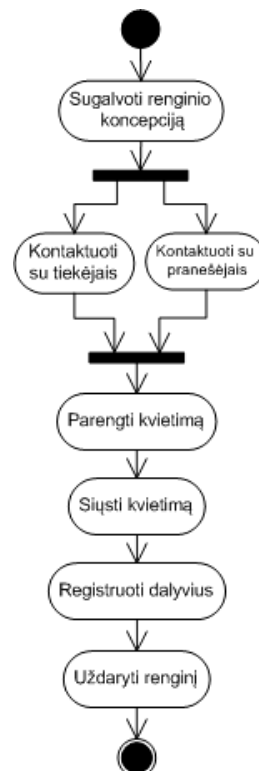 Sugalvoti renginio
koncepciją
Kontaktuoti
su tiekėjais
Kontaktuoti su
pranešėjais
Parengti kvietimą
Siųsti kvietimą
Registruoti dalyvius
Uždaryti renginį